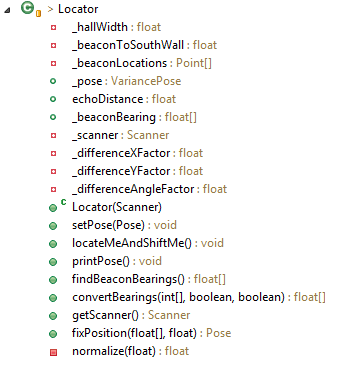 > Locator
_hallWidth : float
_beaconToSouthWall : float
_beaconLocations : Point[]
_pose : VariancePose
echoDistance : float
_beaconBearing : float[]
_scanner : Scanner
_differenceXFactor : float
_differenceYFactor : float
_differenceAngleFactor : float
C Locator(Scanner)
setPose(Pose) : void
locateMeAndShiftMe() : void
printPose() : void
findBeaconBearings() : float[]
convertBearings(int[], boolean, boolean) : float[]
getScanner() : Scanner
fixPosition(float[], float) : Pose
normalize(float) : float